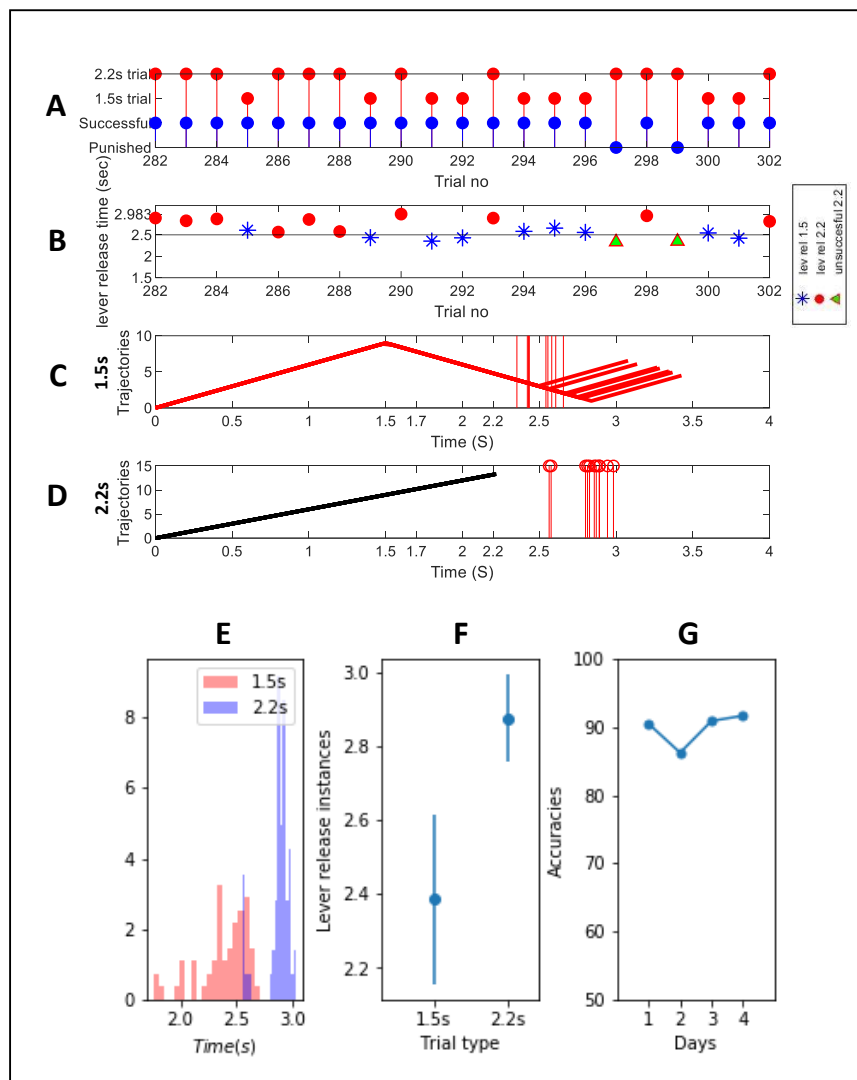 A
2.2s trial
1.5s trial
Successful
Punished
282 284 286 288 290 292 294 296 298 300 302
Trial no
B
lever release time (sec)
2.983
2.5
2
1.5
282 284 286 288 290 292 294 296 298 300 302
Trial no
lev rel 1.5
lev rel 2.2
unsuccesful 2.2
C
1.5s
Trajectories
10
5
0
0 0.5 1 1.5 1.7 2 2.2 2.5 3 3.5 4
Time (S)
D
2.2s
Trajectories
15
10
5
0
0 0.5 1 1.5 1.7 2 2.2 2.5 3 3.5 4
Time (S)
E
1.5s
2.2s
8
6
4
2
0
2.0 2.5 3.0
Time(s)
F
Lever release instances
3.0
2.8
2.6
2.4
2.2
1.5s 2.2s
Trial type
G
Accuracies
100
90
80
70
60
50
1 2 3 4
Days